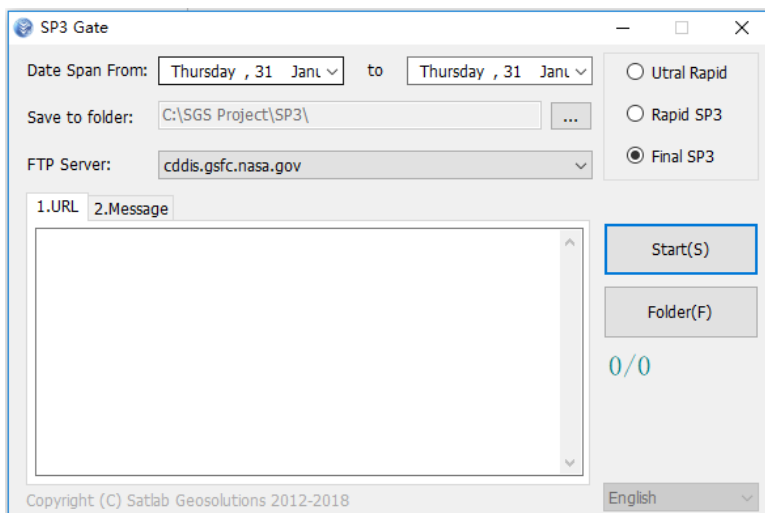 SP3 Gate
Date Span From: Thursday , 31 Janu to Thursday , 31 Janu
Utral Rapid
Save to folder: C:\SGS Project\SP3\ ...
Rapid SP3
FTP Server: cddis.gsfc.nasa.gov
Final SP3
1.URL 2.Message
Start(S)
Folder(F)
0/0
Copyright (C) Satlab Geosolutions 2012-2018
English